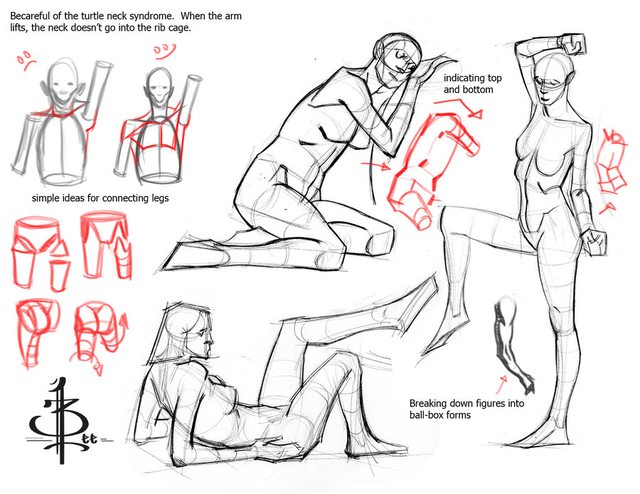 Becareful of the turtle neck syndrome. When the arm
lifts, the neck doesn't go into the rib cage.
indicating top
and bottom
simple ideas for connecting legs
Breaking down figures into
ball-box forms